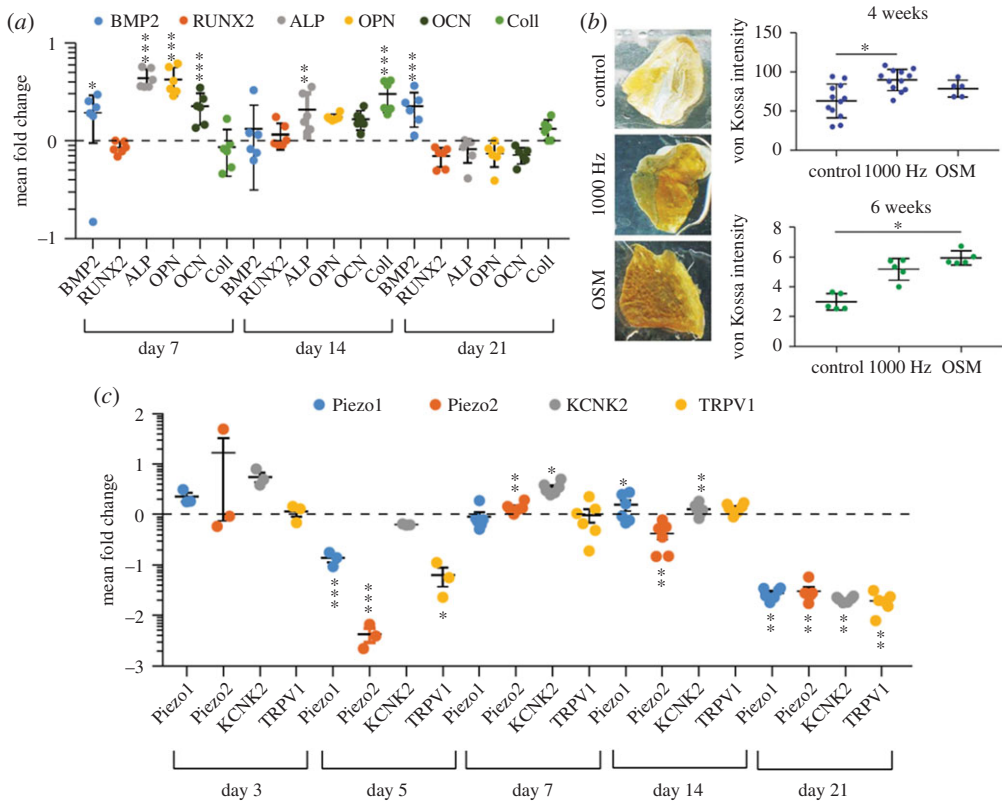 (a)
BMP2 RUNX2 ALP OPN OCN Coll
mean fold change
1
0
−1
* *** *** *** ** *** ***
BMP2 RUNX2 ALP OPN OCN Coll BMP2 RUNX2 ALP OPN OCN Coll BMP2 RUNX2 ALP OPN OCN Coll
day 7 day 14 day 21
(b)
control
1000 Hz
OSM
4 weeks
von Kossa intensity
150
100
50
0
*
control 1000 Hz OSM
6 weeks
von Kossa intensity
8
6
4
2
0
*
control 1000 Hz OSM
(c)
Piezo1 Piezo2 KCNK2 TRPV1
mean fold change
2
1
0
−1
−2
−3
*** *** * ** * * ** ** ** ** ** **
Piezo1 Piezo2 KCNK2 TRPV1 Piezo1 Piezo2 KCNK2 TRPV1 Piezo1 Piezo2 KCNK2 TRPV1 Piezo1 Piezo2 KCNK2 TRPV1 Piezo1 Piezo2 KCNK2 TRPV1
day 3 day 5 day 7 day 14 day 21